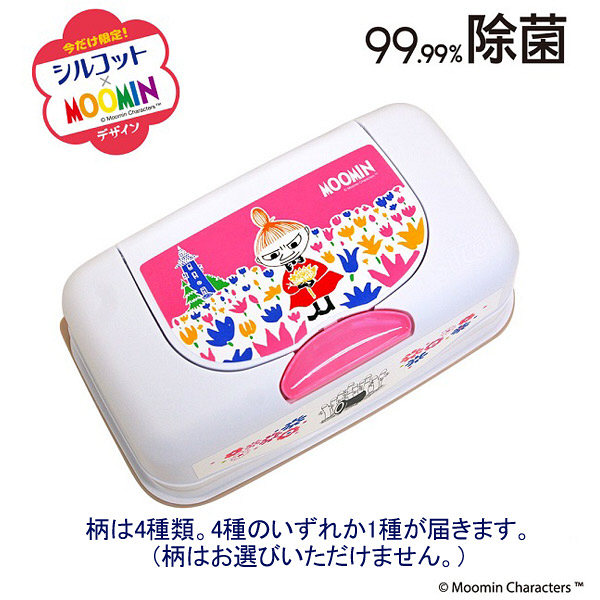 今だけ限定!
シルコット
×
MOOMIN
© Moomin Characters™
デザイン
99.99%除菌
MOOMIN
柄は4種類。4種のいずれか1種が届きます。
(柄はお選びいただけません。)
© Moomin Characters ™